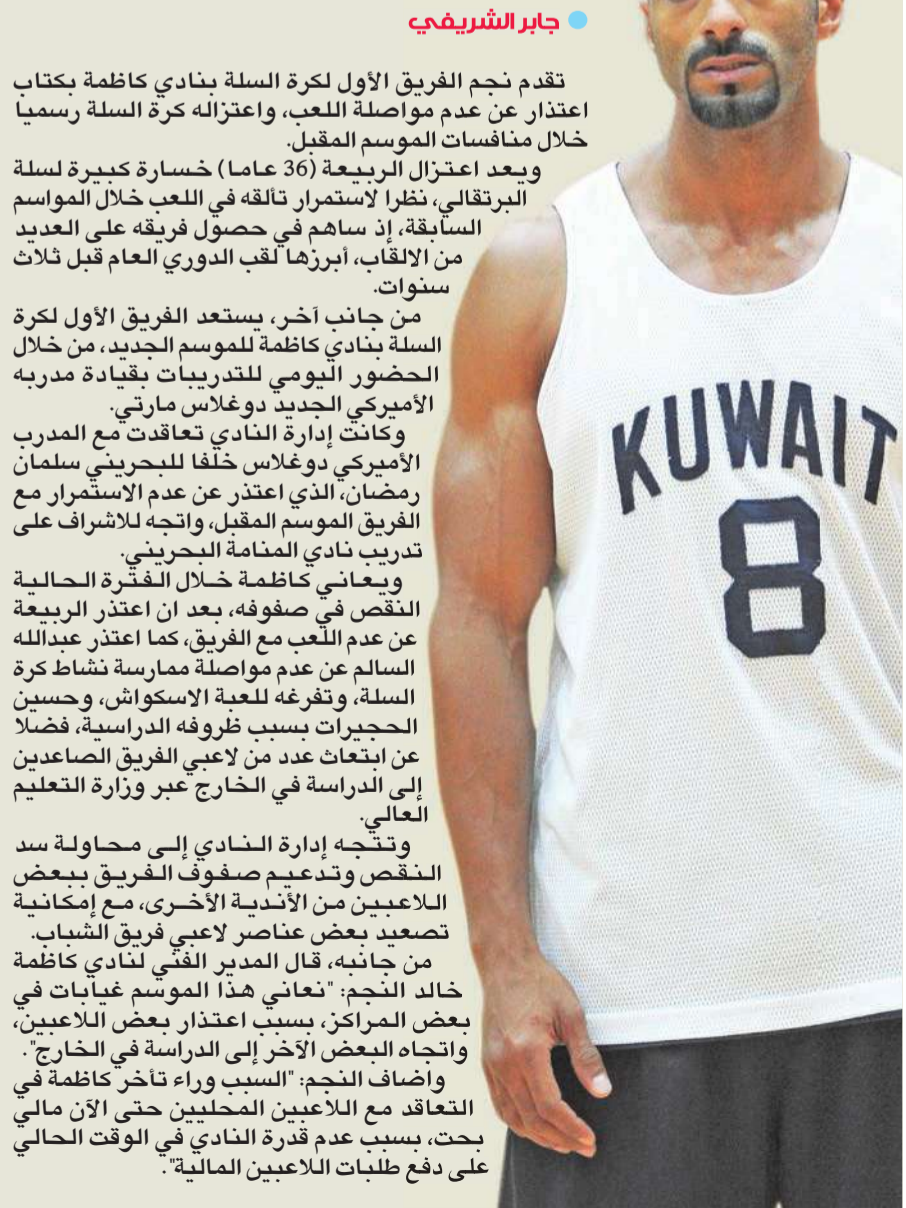 جابر الشريفي
تقدم نجم الفريق الأول لكرة السلة بنادي كاظمة بكتاب
اعتذار عن عدم مواصلة اللعب، واعتزاله كرة السلة رسميا
خلال منافسات الموسم المقبل.
ويعد اعتزال الربيعة (36 عاما) خسارة كبيرة لسلة
البرتقالي، نظرا لاستمرار تألقه في اللعب خلال المواسم
السابقة، إذ ساهم في حصول فريقه على العديد
من الالقاب، أبرزها لقب الدوري العام قبل ثلاث
سنوات.
من جانب آخر، يستعد الفريق الأول لكرة
السلة بنادي كاظمة للموسم الجديد، من خلال
الحضور اليومي للتدريبات بقيادة مدربه
الأميركي الجديد دوغلاس مارتي.
وكانت إدارة النادي تعاقدت مع المدرب
الأميركي دوغلاس خلفا للبحريني سلمان
رمضان، الذي اعتذر عن عدم الاستمرار مع
الفريق الموسم المقبل، واتجه للاشراف على
تدريب نادي المنامة البحريني.
ويعاني كاظمة خلال الفترة الحالية
النقص في صفوفه، بعد ان اعتذر الربيعة
عن عدم اللعب مع الفريق، كما اعتذر عبدالله
السالم عن عدم مواصلة ممارسة نشاط كرة
السلة، وتفرغه للعبة الاسكواش، وحسين
الحجيرات بسبب ظروفه الدراسية، فضلا
عن ابتعاث عدد من لاعبي الفريق الصاعدين
إلى الدراسة في الخارج عبر وزارة التعليم
العالي.
وتتجه إدارة النادي إلى محاولة سد
النقص وتدعيم صفوف الفريق ببعض
اللاعبين من الأندية الأخرى، مع إمكانية
تصعيد بعض عناصر لاعبي فريق الشباب.
من جانبه، قال المدير الفني لنادي كاظمة
خالد النجم: "نعاني هذا الموسم غيابات في
بعض المراكز، بسبب اعتذار بعض اللاعبين،
واتجاه البعض الآخر إلى الدراسة في الخارج".
واضاف النجم: "السبب وراء تأخر كاظمة في
التعاقد مع اللاعبين المحليين حتى الآن مالي
بحت، بسبب عدم قدرة النادي في الوقت الحالي
على دفع طلبات اللاعبين المالية".
KUWAIT
8